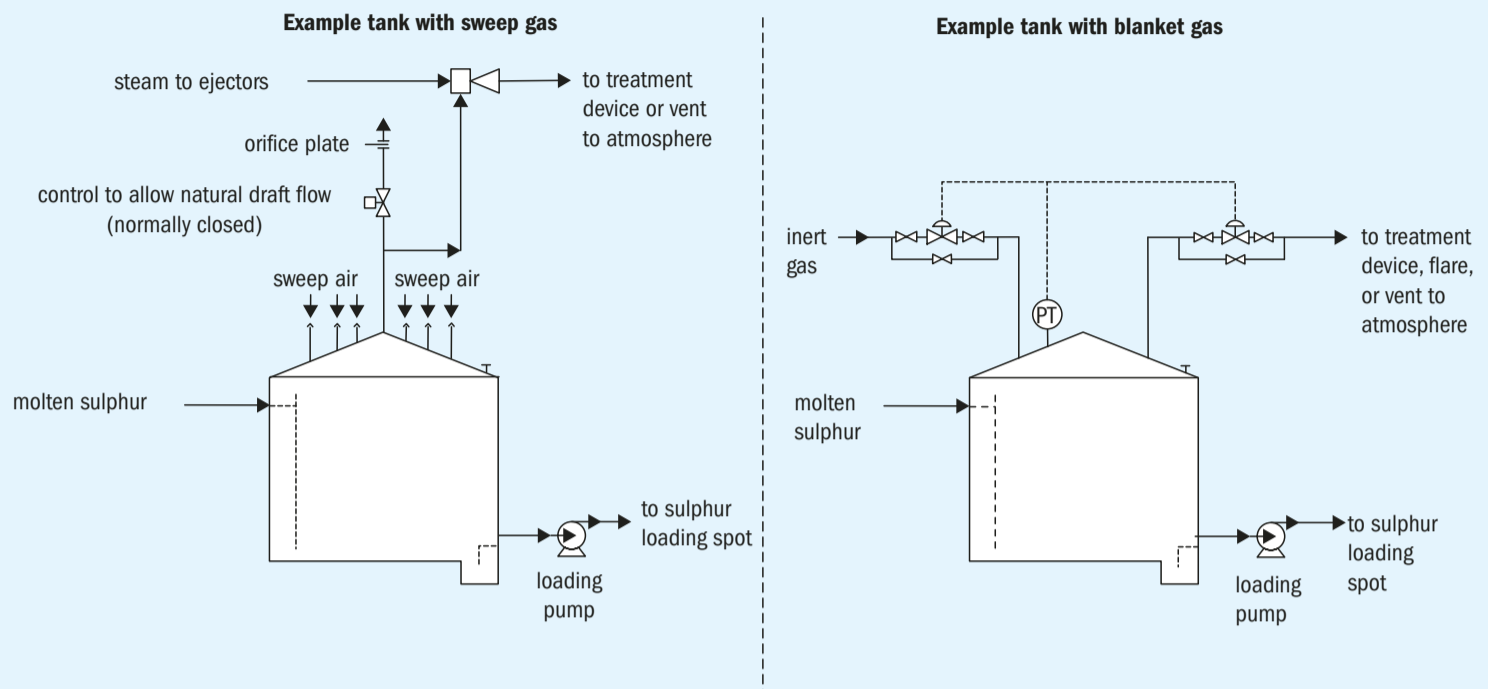 Example tank with sweep gas
steam to ejectors
to treatment
device or vent
to atmosphere
orifice plate
control to allow natural draft flow
(normally closed)
sweep air
sweep air
molten sulphur
to sulphur
loading spot
loading
pump
Example tank with blanket gas
inert
gas
PT
to treatment
device, flare,
or vent to
atmosphere
molten
sulphur
to sulphur
loading
spot
loading
pump